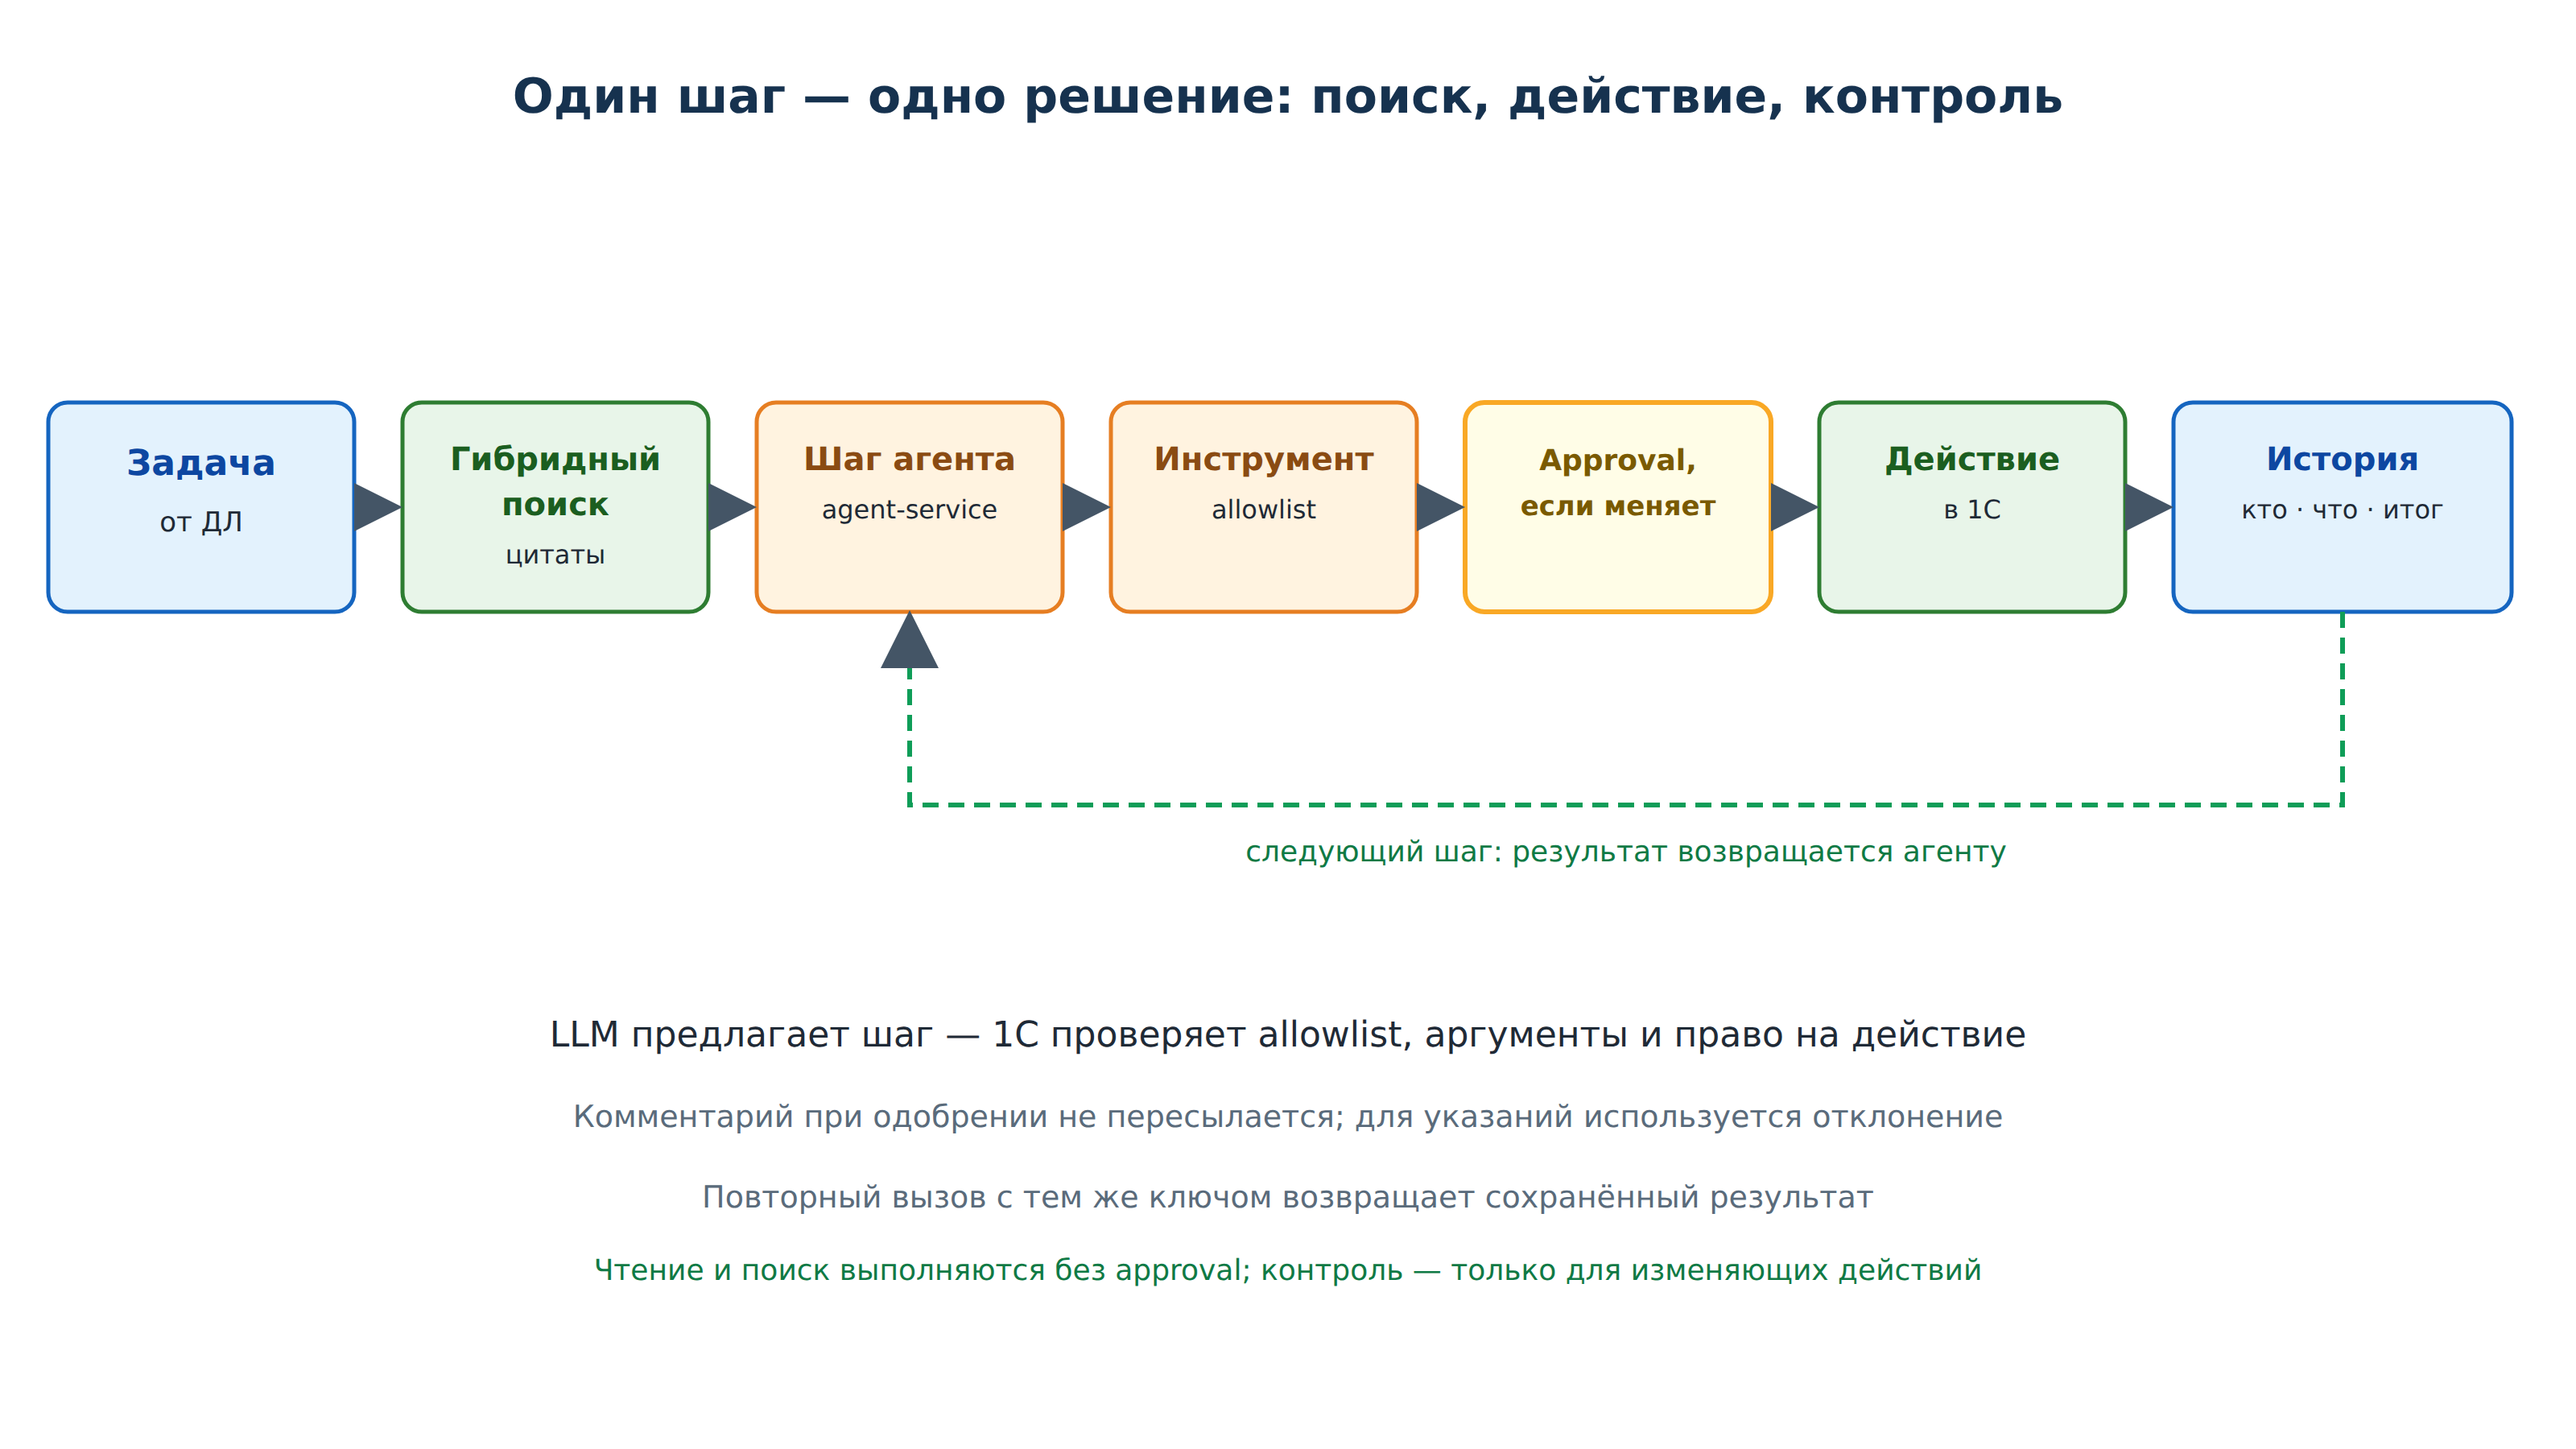 Один шаг — одно решение: поиск, действие, контроль
Задача
от ДЛ
Гибридный
поиск
цитаты
Шаг агента
agent-service
Инструмент
allowlist
Approval,
если меняет
Действие
в 1С
История
кто · что · итог
следующий шаг: результат возвращается агенту
LLM предлагает шаг — 1С проверяет allowlist, аргументы и право на действие
Комментарий при одобрении не пересылается; для указаний используется отклонение
Повторный вызов с тем же ключом возвращает сохранённый результат
Чтение и поиск выполняются без approval; контроль — только для изменяющих действий